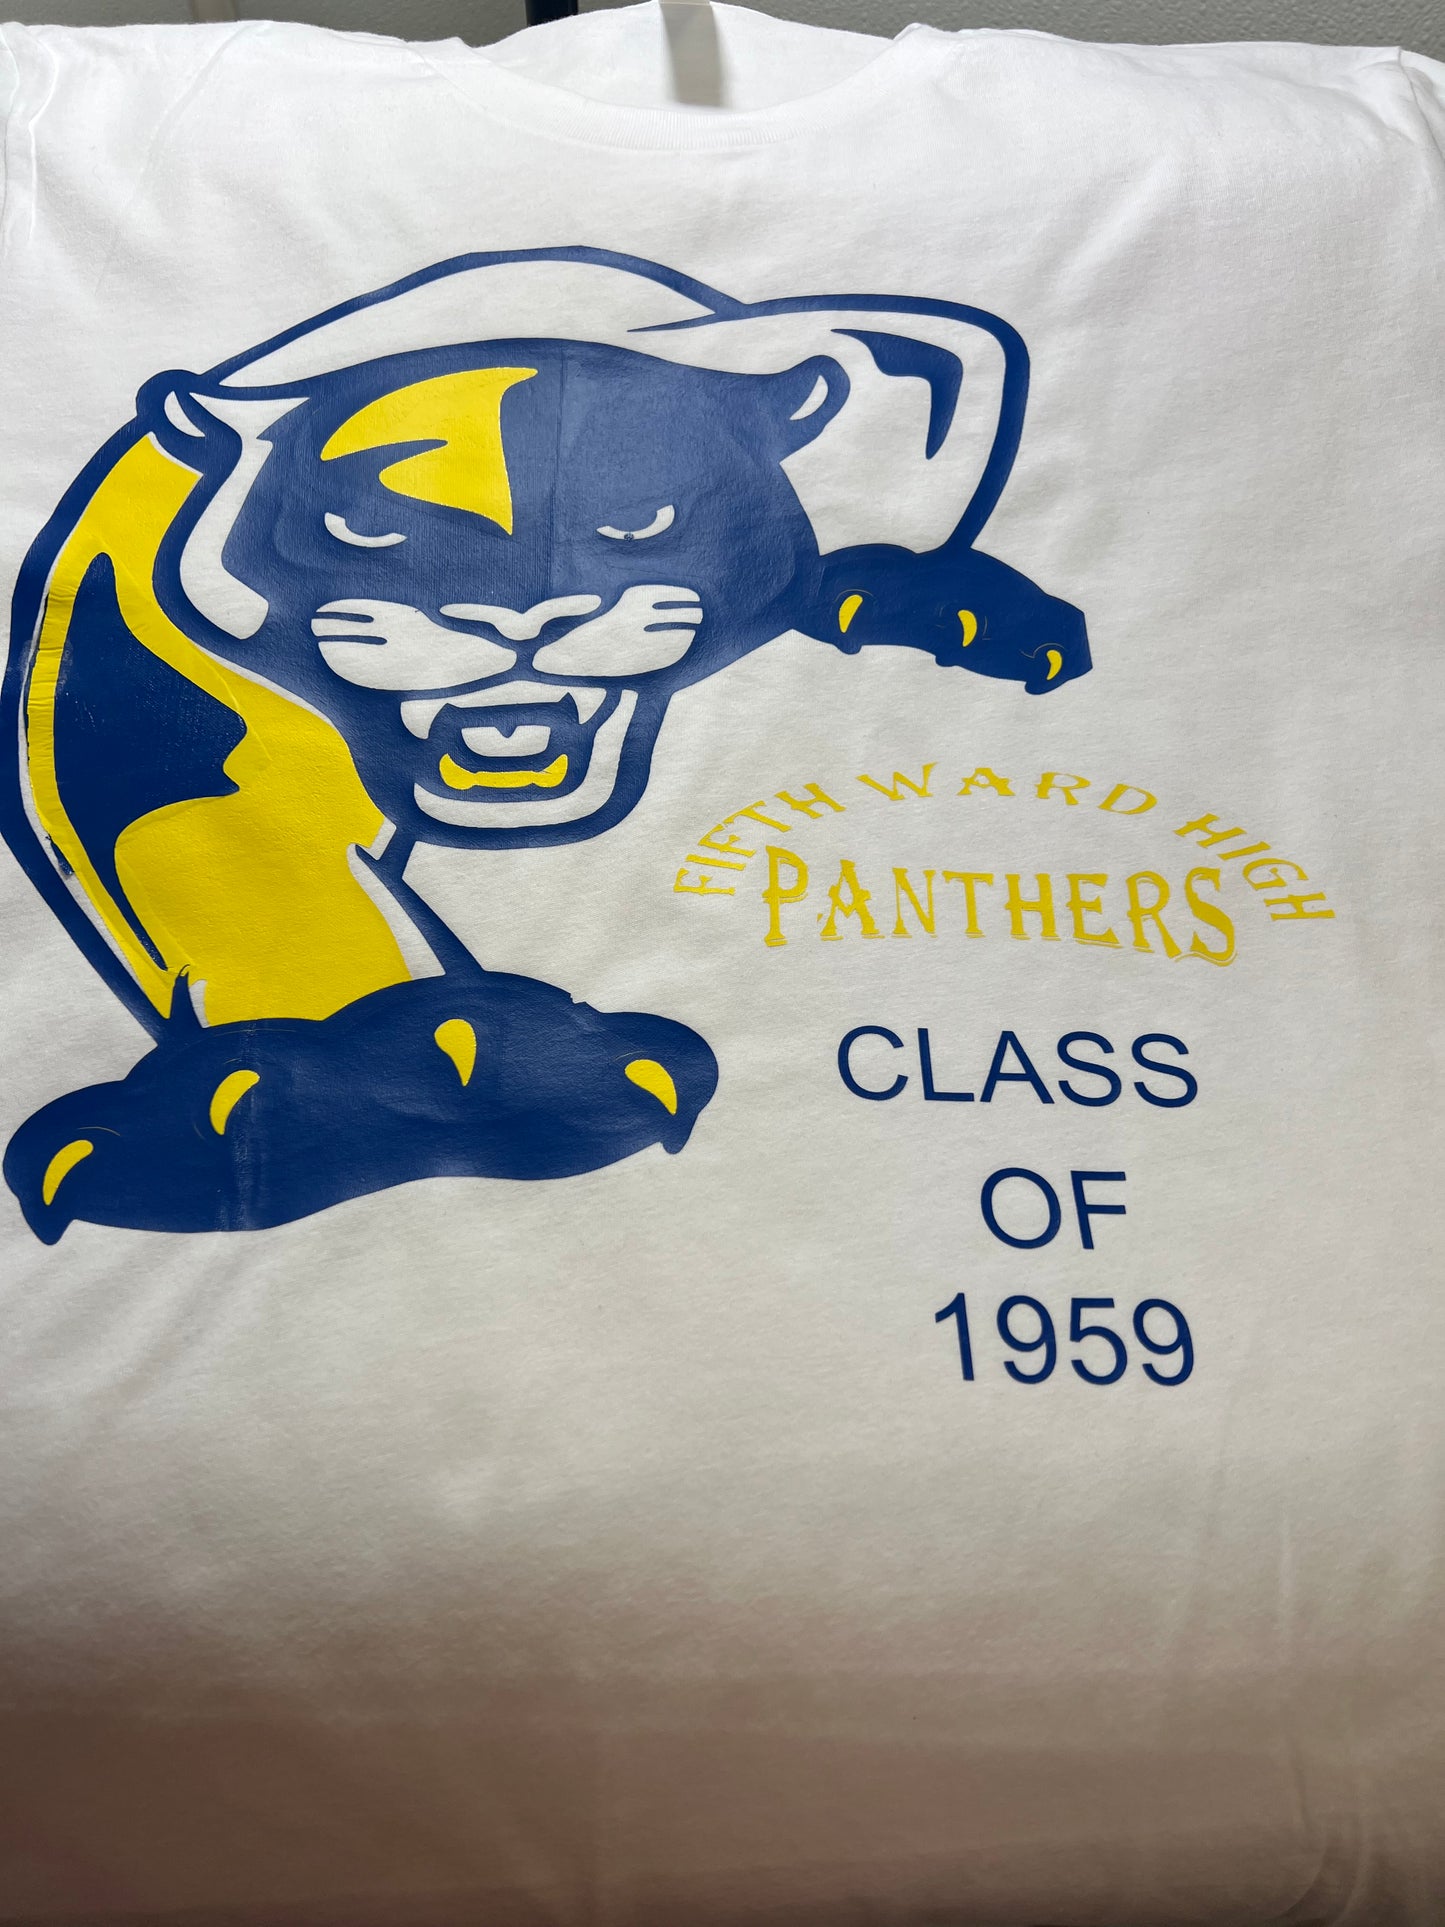 FIFTH WARD HIGH
PANTHERS
CLASS
OF
1959